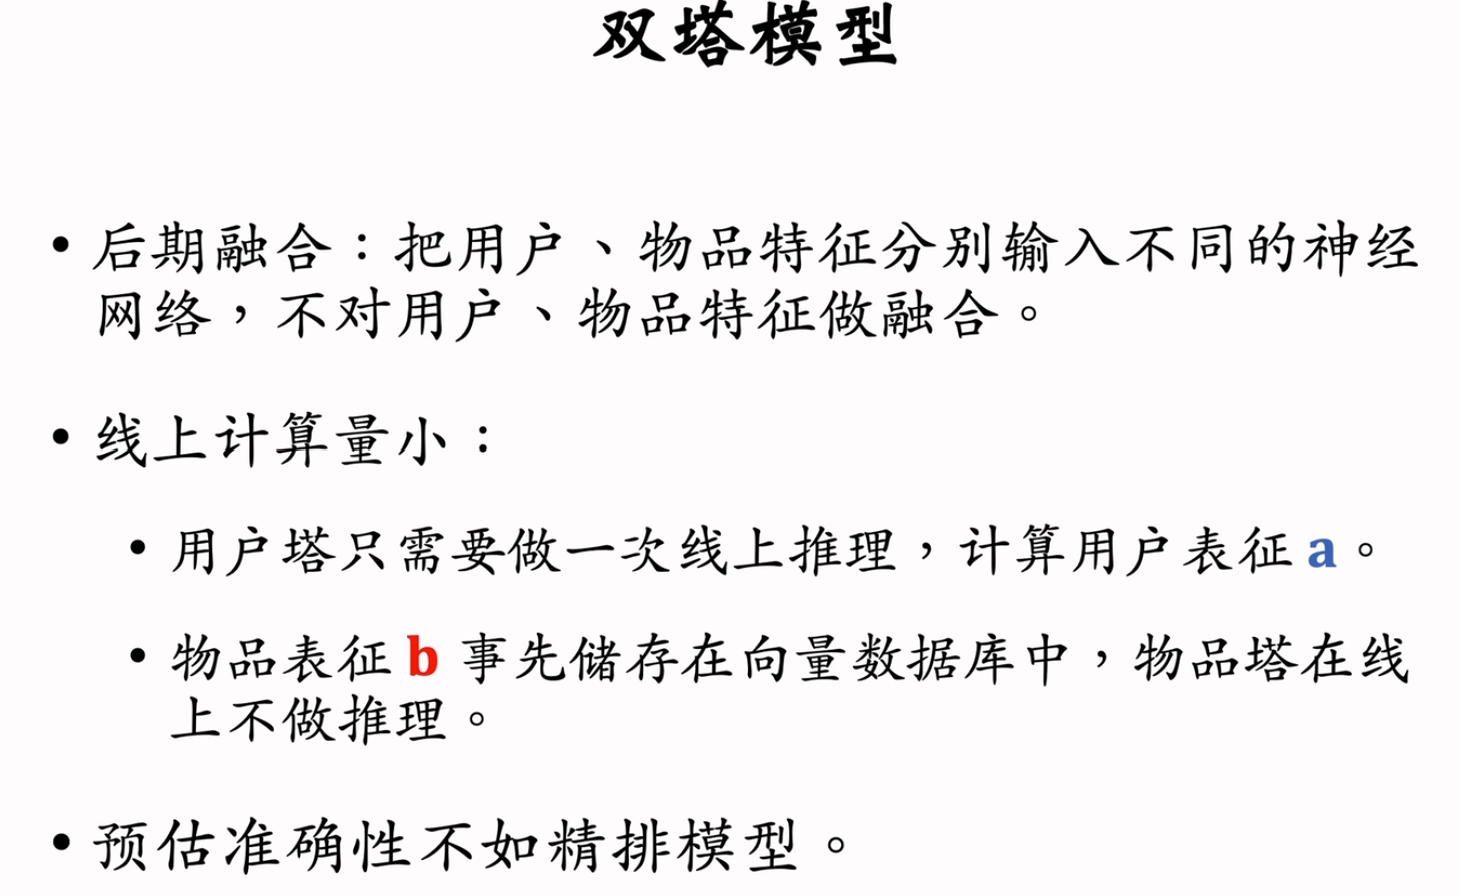 双塔模型
• 后期融合：把用户、物品特征分别输入不同的神经
网络，不对用户、物品特征做融合。
• 线上计算量小：
• 用户塔只需要做一次线上推理，计算用户表征 a。
• 物品表征 b 事先储存在向量数据库中，物品塔在线
上不做推理。
• 预估准确性不如精排模型。